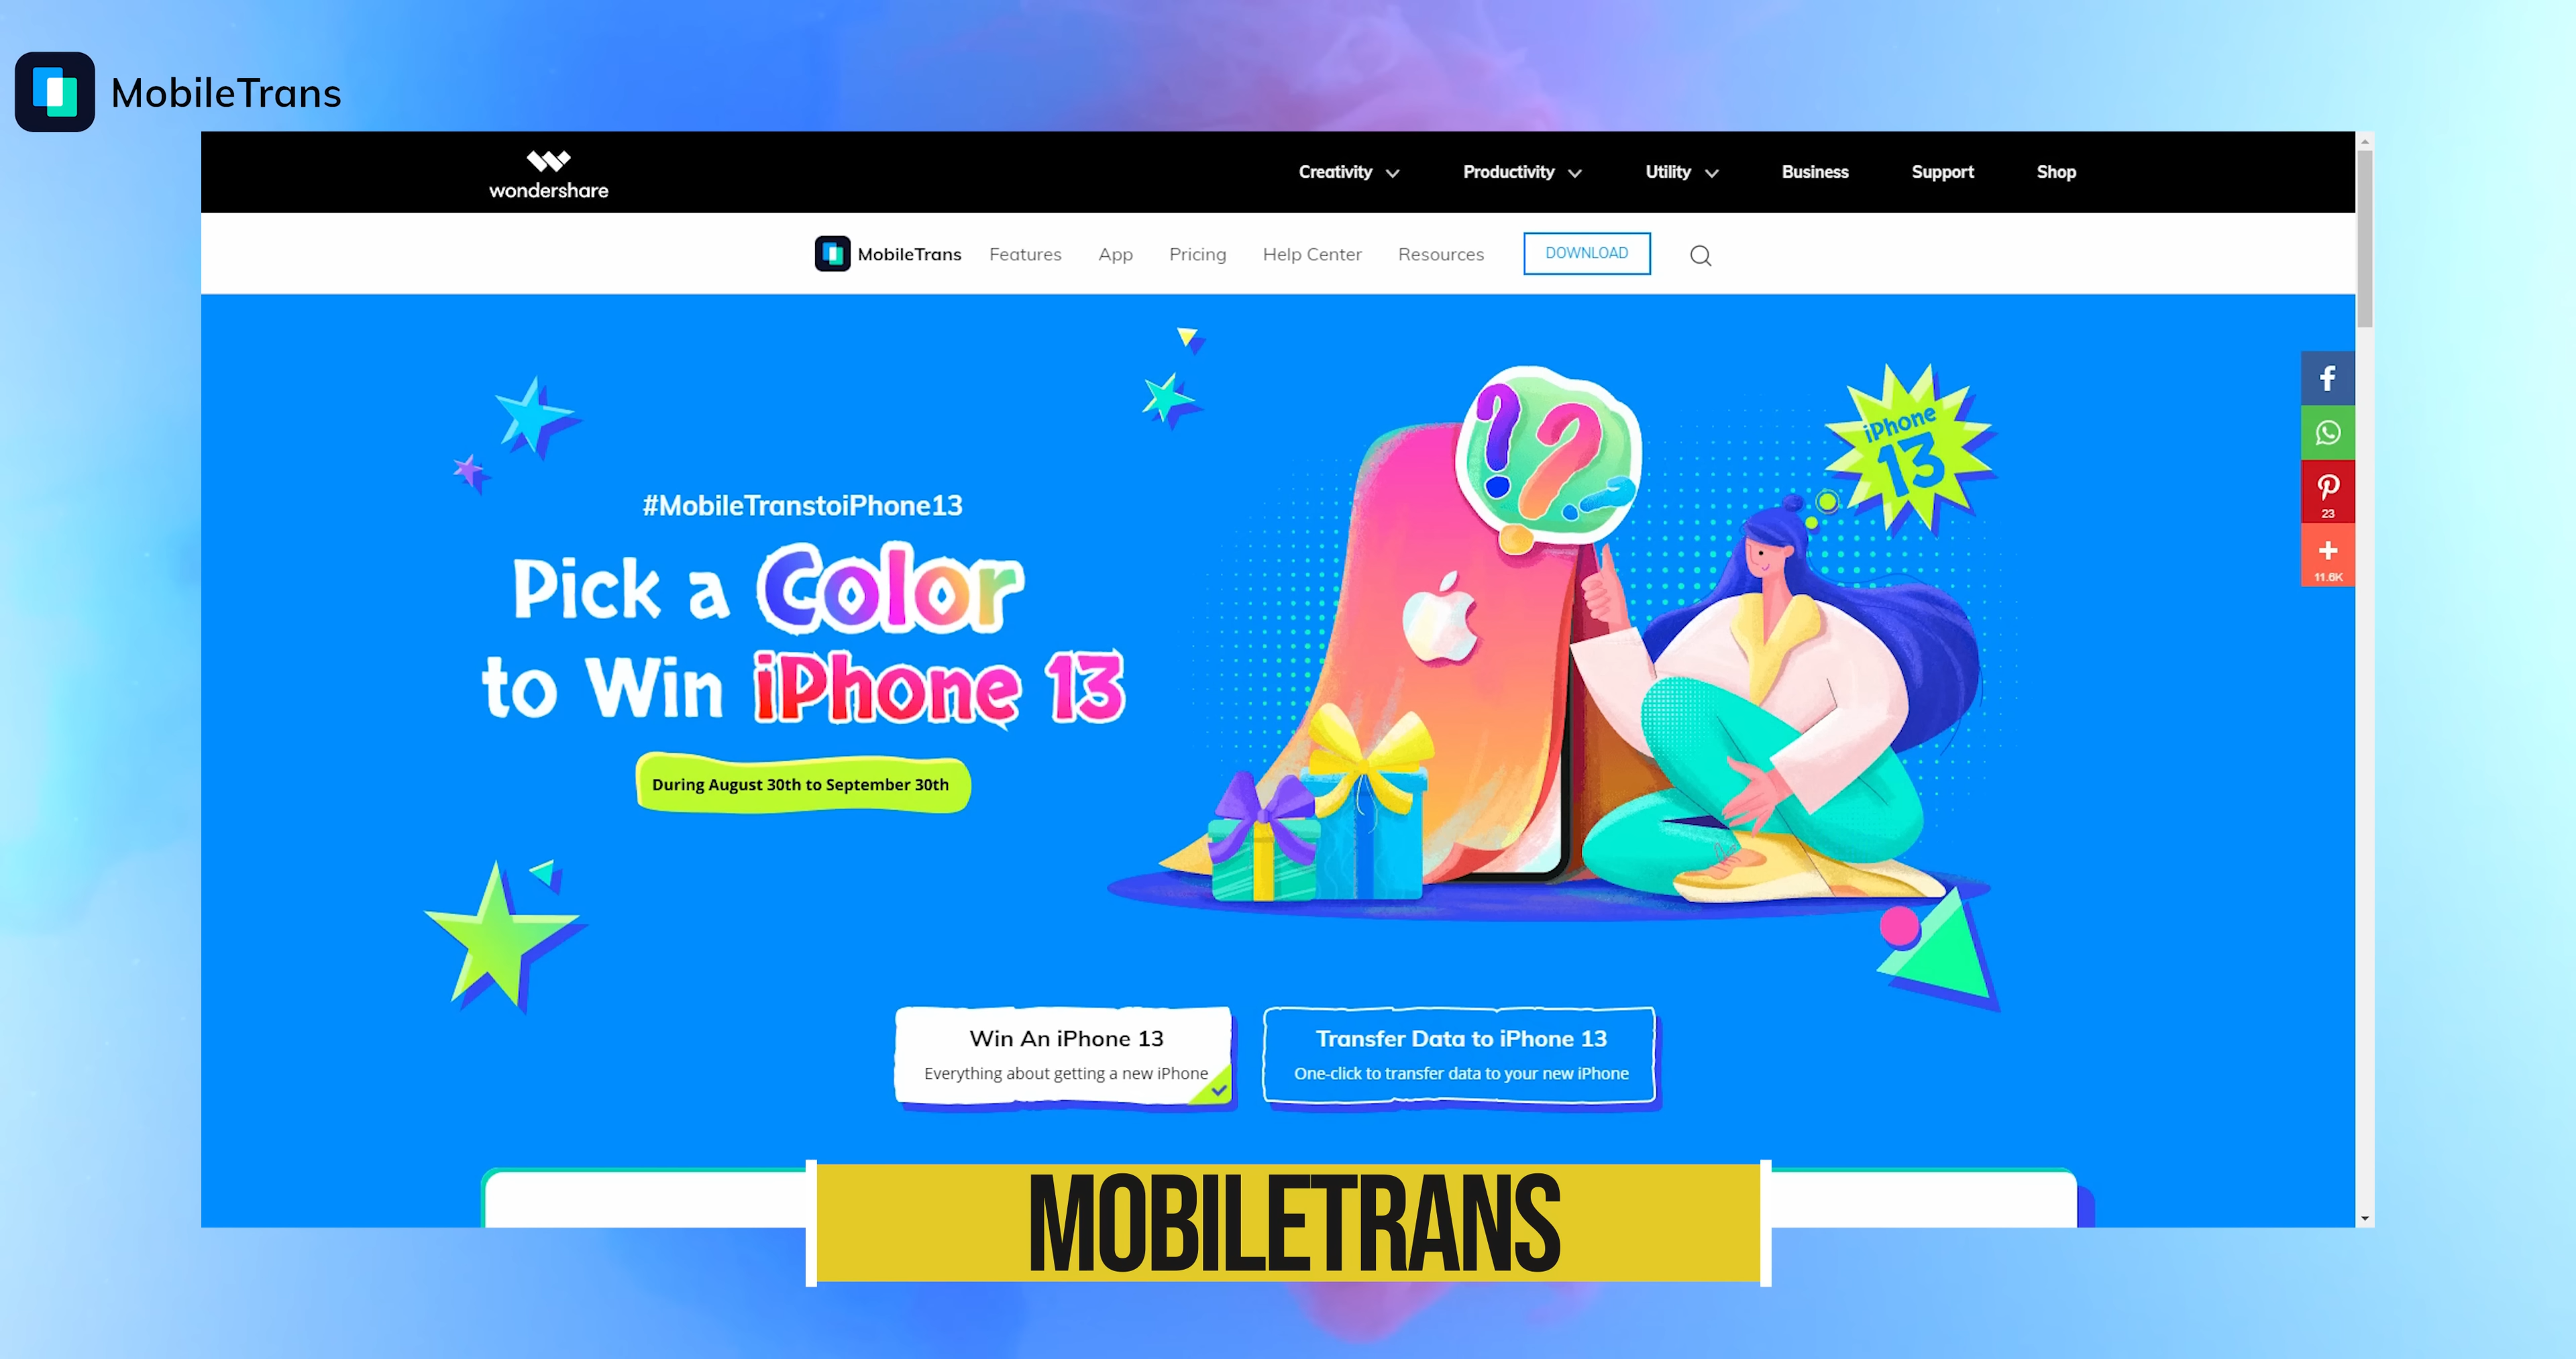 MobileTrans
wondershare
Creativity Productivity Utility Business Support Shop
MobileTrans Features App Pricing Help Center Resources DOWNLOAD
iPhone
13
#MobileTranstoiPhone13
Pick a Color
to Win iPhone 13
During August 30th to September 30th
23
11.6K
Win An iPhone 13
Everything about getting a new iPhone
Transfer Data to iPhone 13
One-click to transfer data to your new iPhone
MOBILETRANS